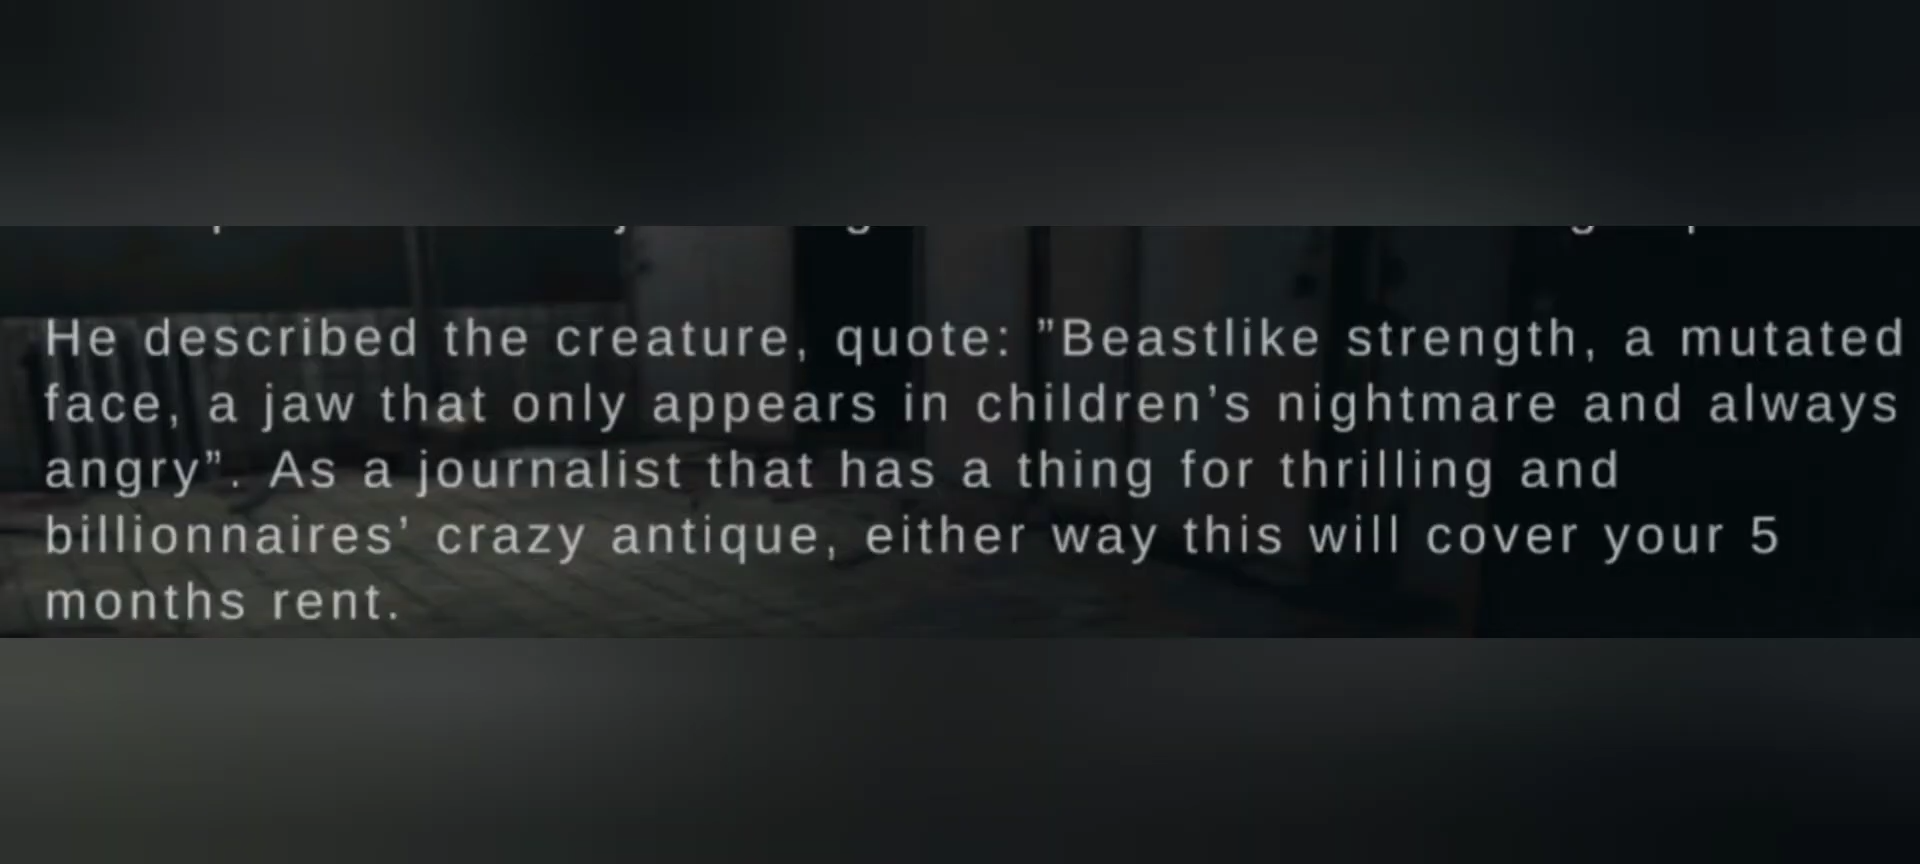 He described the creature, quote: ”Beastlike strength, a mutated
face, a jaw that only appears in children’s nightmare and always
angry”. As a journalist that has a thing for thrilling and
billionnaires’ crazy antique, either way this will cover your 5
months rent.